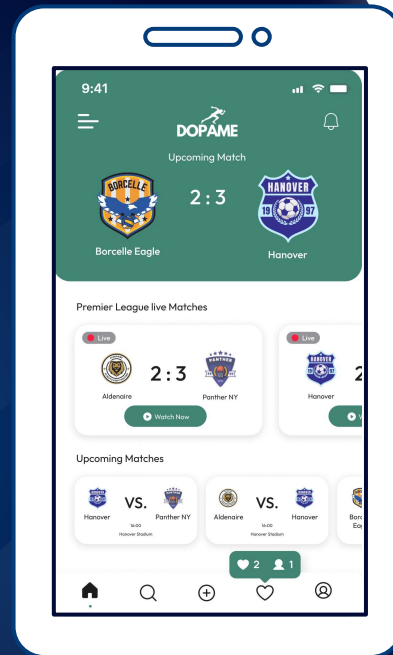 9:41
DOPAME
Upcoming Match
BORCELLE
2 : 3
HANOVER
19 97
Borcelle Eagle
Hanover
Premier League live Matches
Live
Live
2 : 3
PANTHER
HANOVER
2
Aldenaire
Panther NY
Hanover
Watch Now
Upcoming Matches
VS.
VS.
Hanover
Panther NY
Aldenaire
Hanover
16:00
16:00
Hanover Stadium
Hanover Stadium
2 1